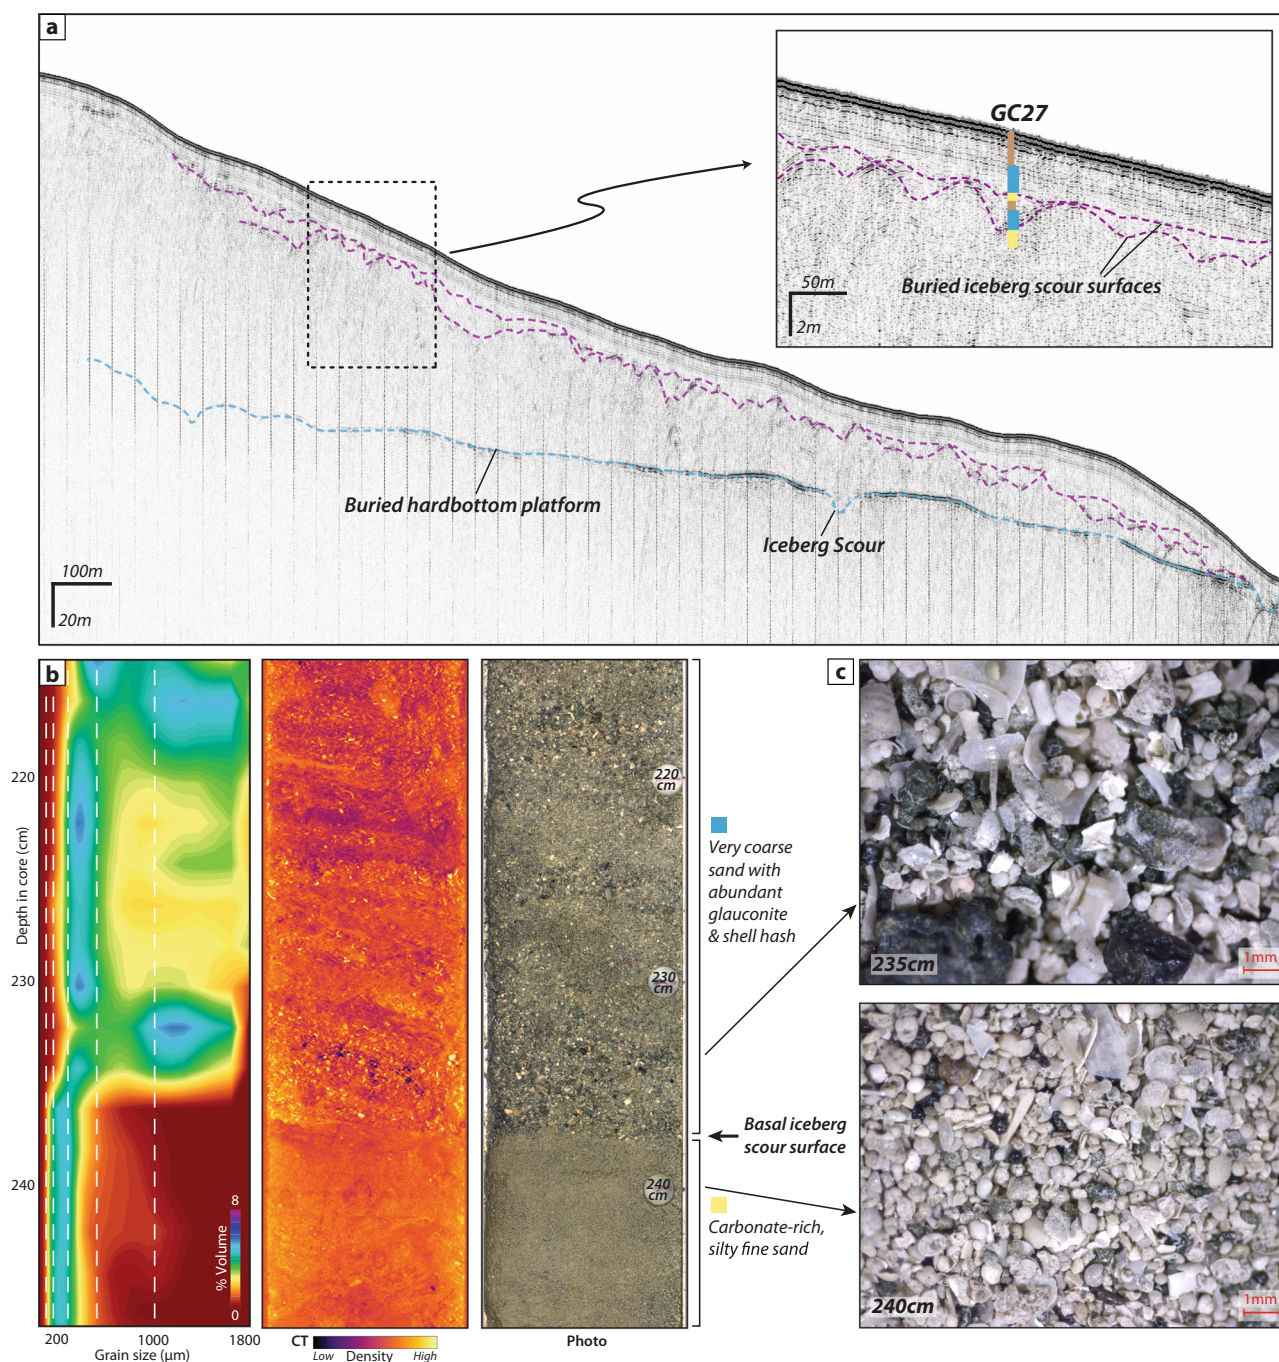 a
GC27
Buried iceberg scour surfaces
50m
2m
Buried hardbottom platform
Iceberg Scour
100m
20m
b
Depth in core (cm)
220
230
240
8
% Volume
0
200
1000
1800
Grain size (µm)
CT
Low
Density
High
220
cm
230
cm
240
cm
Photo
Very coarse
sand with
abundant
glauconite
& shell hash
Basal iceberg
scour surface
Carbonate-rich,
silty fine sand
c
235cm
1mm
240cm
1mm